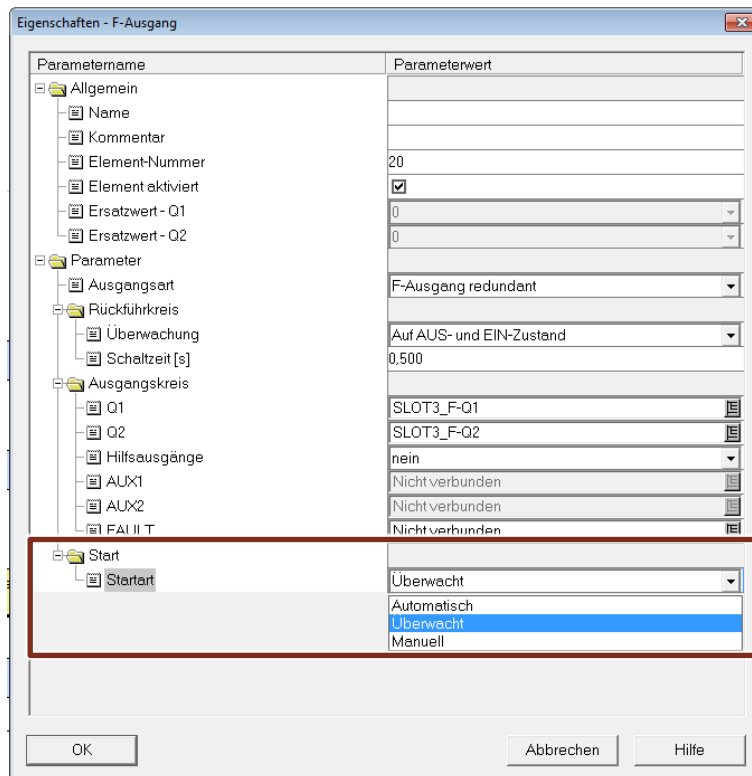 Eigenschaften - F-Ausgang
Parametername Parameterwert
Allgemein
Name
Kommentar
Element-Nummer 20
Element aktiviert
Ersatzwert - Q1 0
Ersatzwert - Q2 0
Parameter
Ausgangsart F-Ausgang redundant
Rückführkreis
Überwachung Auf AUS- und EIN-Zustand
Schaltzeit [s] 0,500
Ausgangskreis
Q1 SLOT3_F-Q1
Q2 SLOT3_F-Q2
Hilfsausgänge nein
AUX1 Nicht verbunden
AUX2 Nicht verbunden
FAULT Nicht verbunden
Start
Startart Überwacht
Automatisch
Überwacht
Manuell
OK Abbrechen Hilfe